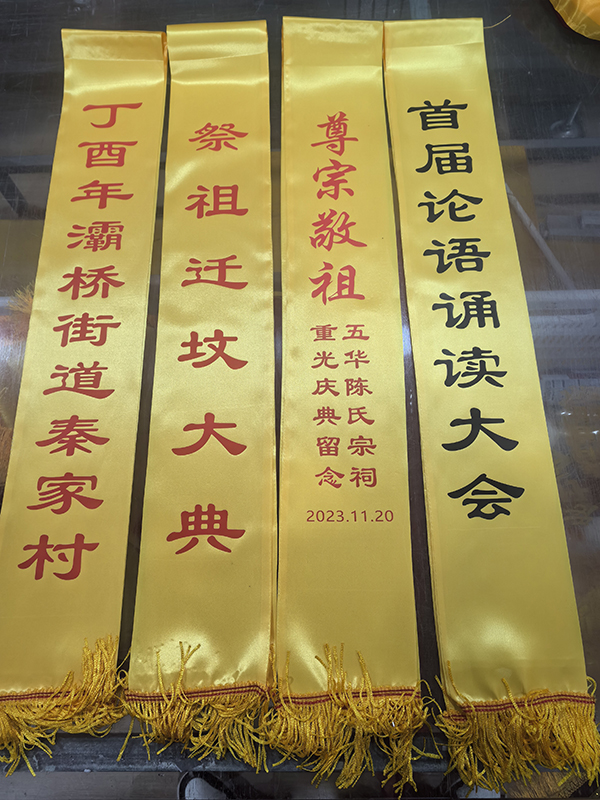 丁酉年灞桥街道秦家村
祭祖迁坟大典
尊宗敬祖
五华陈氏宗祠
重光庆典留念
2023.11.20
首届论语诵读大会